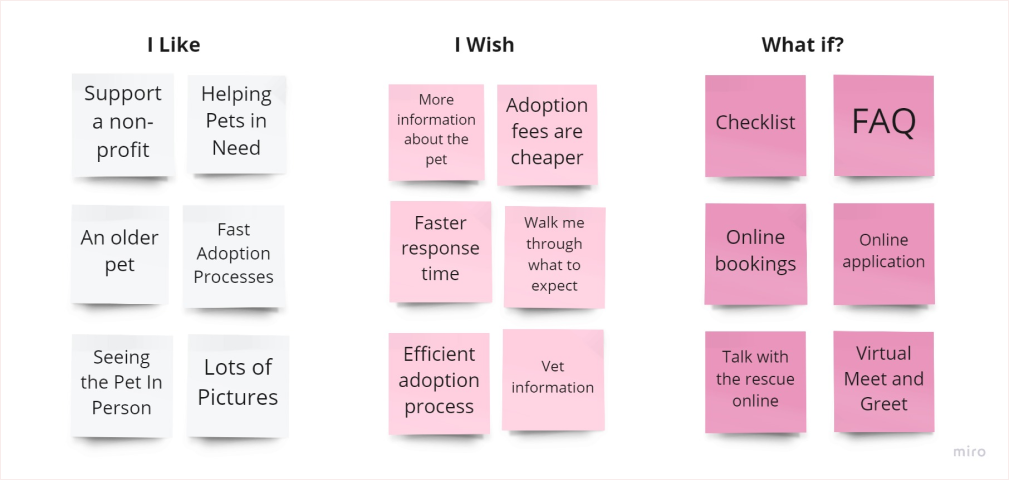 I Like
Support
a non-
profit
Helping
Pets in
Need
An older
pet
Fast
Adoption
Processes
Seeing
the Pet In
Person
Lots of
Pictures
I Wish
More
information
about the
pet
Adoption
fees are
cheaper
Faster
response
time
Walk me
through
what to
expect
Efficient
adoption
process
Vet
information
What if?
Checklist
FAQ
Online
bookings
Online
application
Talk with
the rescue
online
Virtual
Meet and
Greet
miro